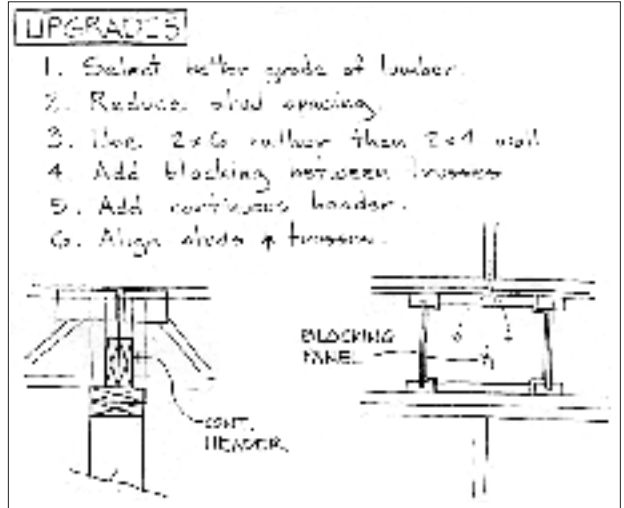 UPGRADES
1. Select better grade of lumber.
2. Reduce stud spacing.
3. Use 2x6 rather than 2x4 wall
4. Add blocking between trusses
5. Add continuous header.
6. Align studs & trusses.
BLOCKING
PANEL
CONT.
HEADER